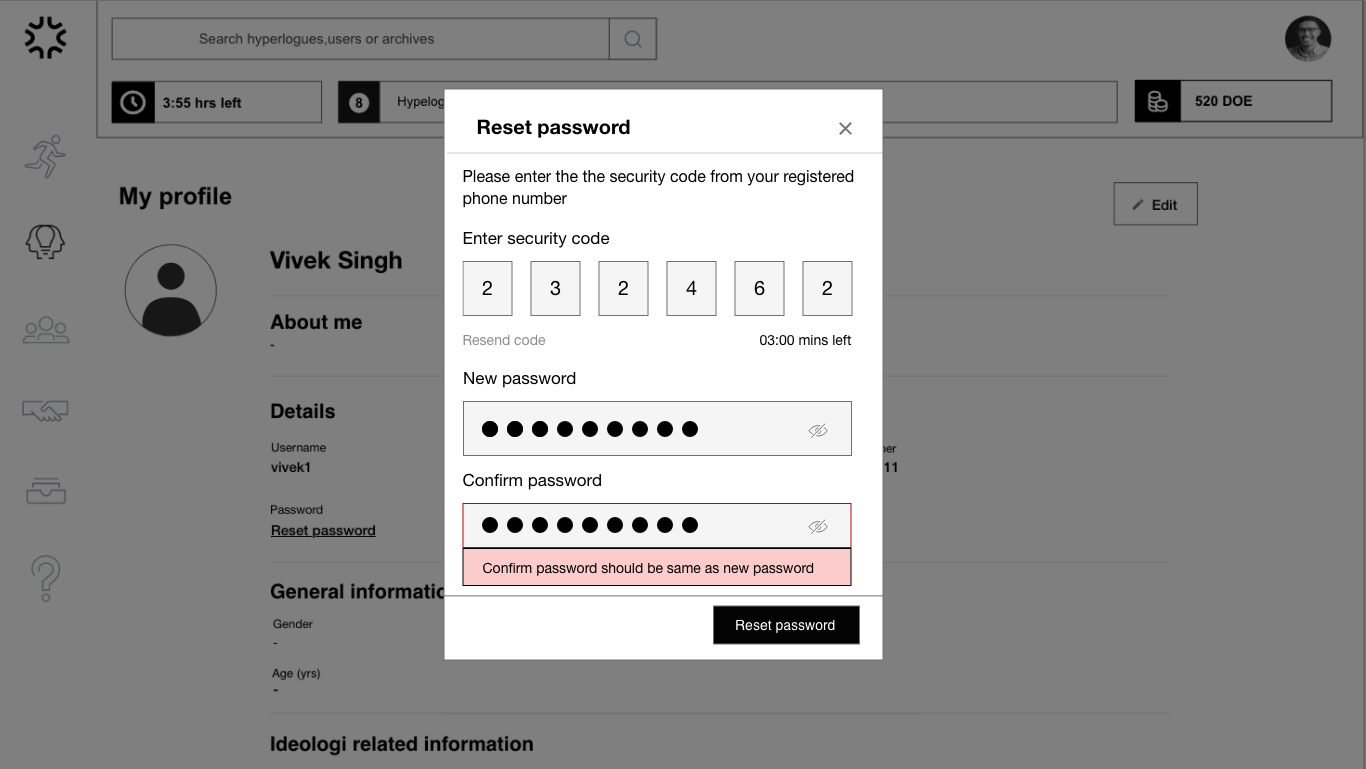 Search hyperlogues,users or archives
3:55 hrs left
8
520 DOE
Reset password
Please enter the the security code from your registered
phone number
Enter security code
2 3 2 4 6 2
Resend code
03:00 mins left
New password
Confirm password
Confirm password should be same as new password
Reset password
My profile
Edit
Vivek Singh
About me
-
Details
Username
vivek1
11
Password
Reset password
General
Gender
-
Age (yrs)
-
Ideologi related information